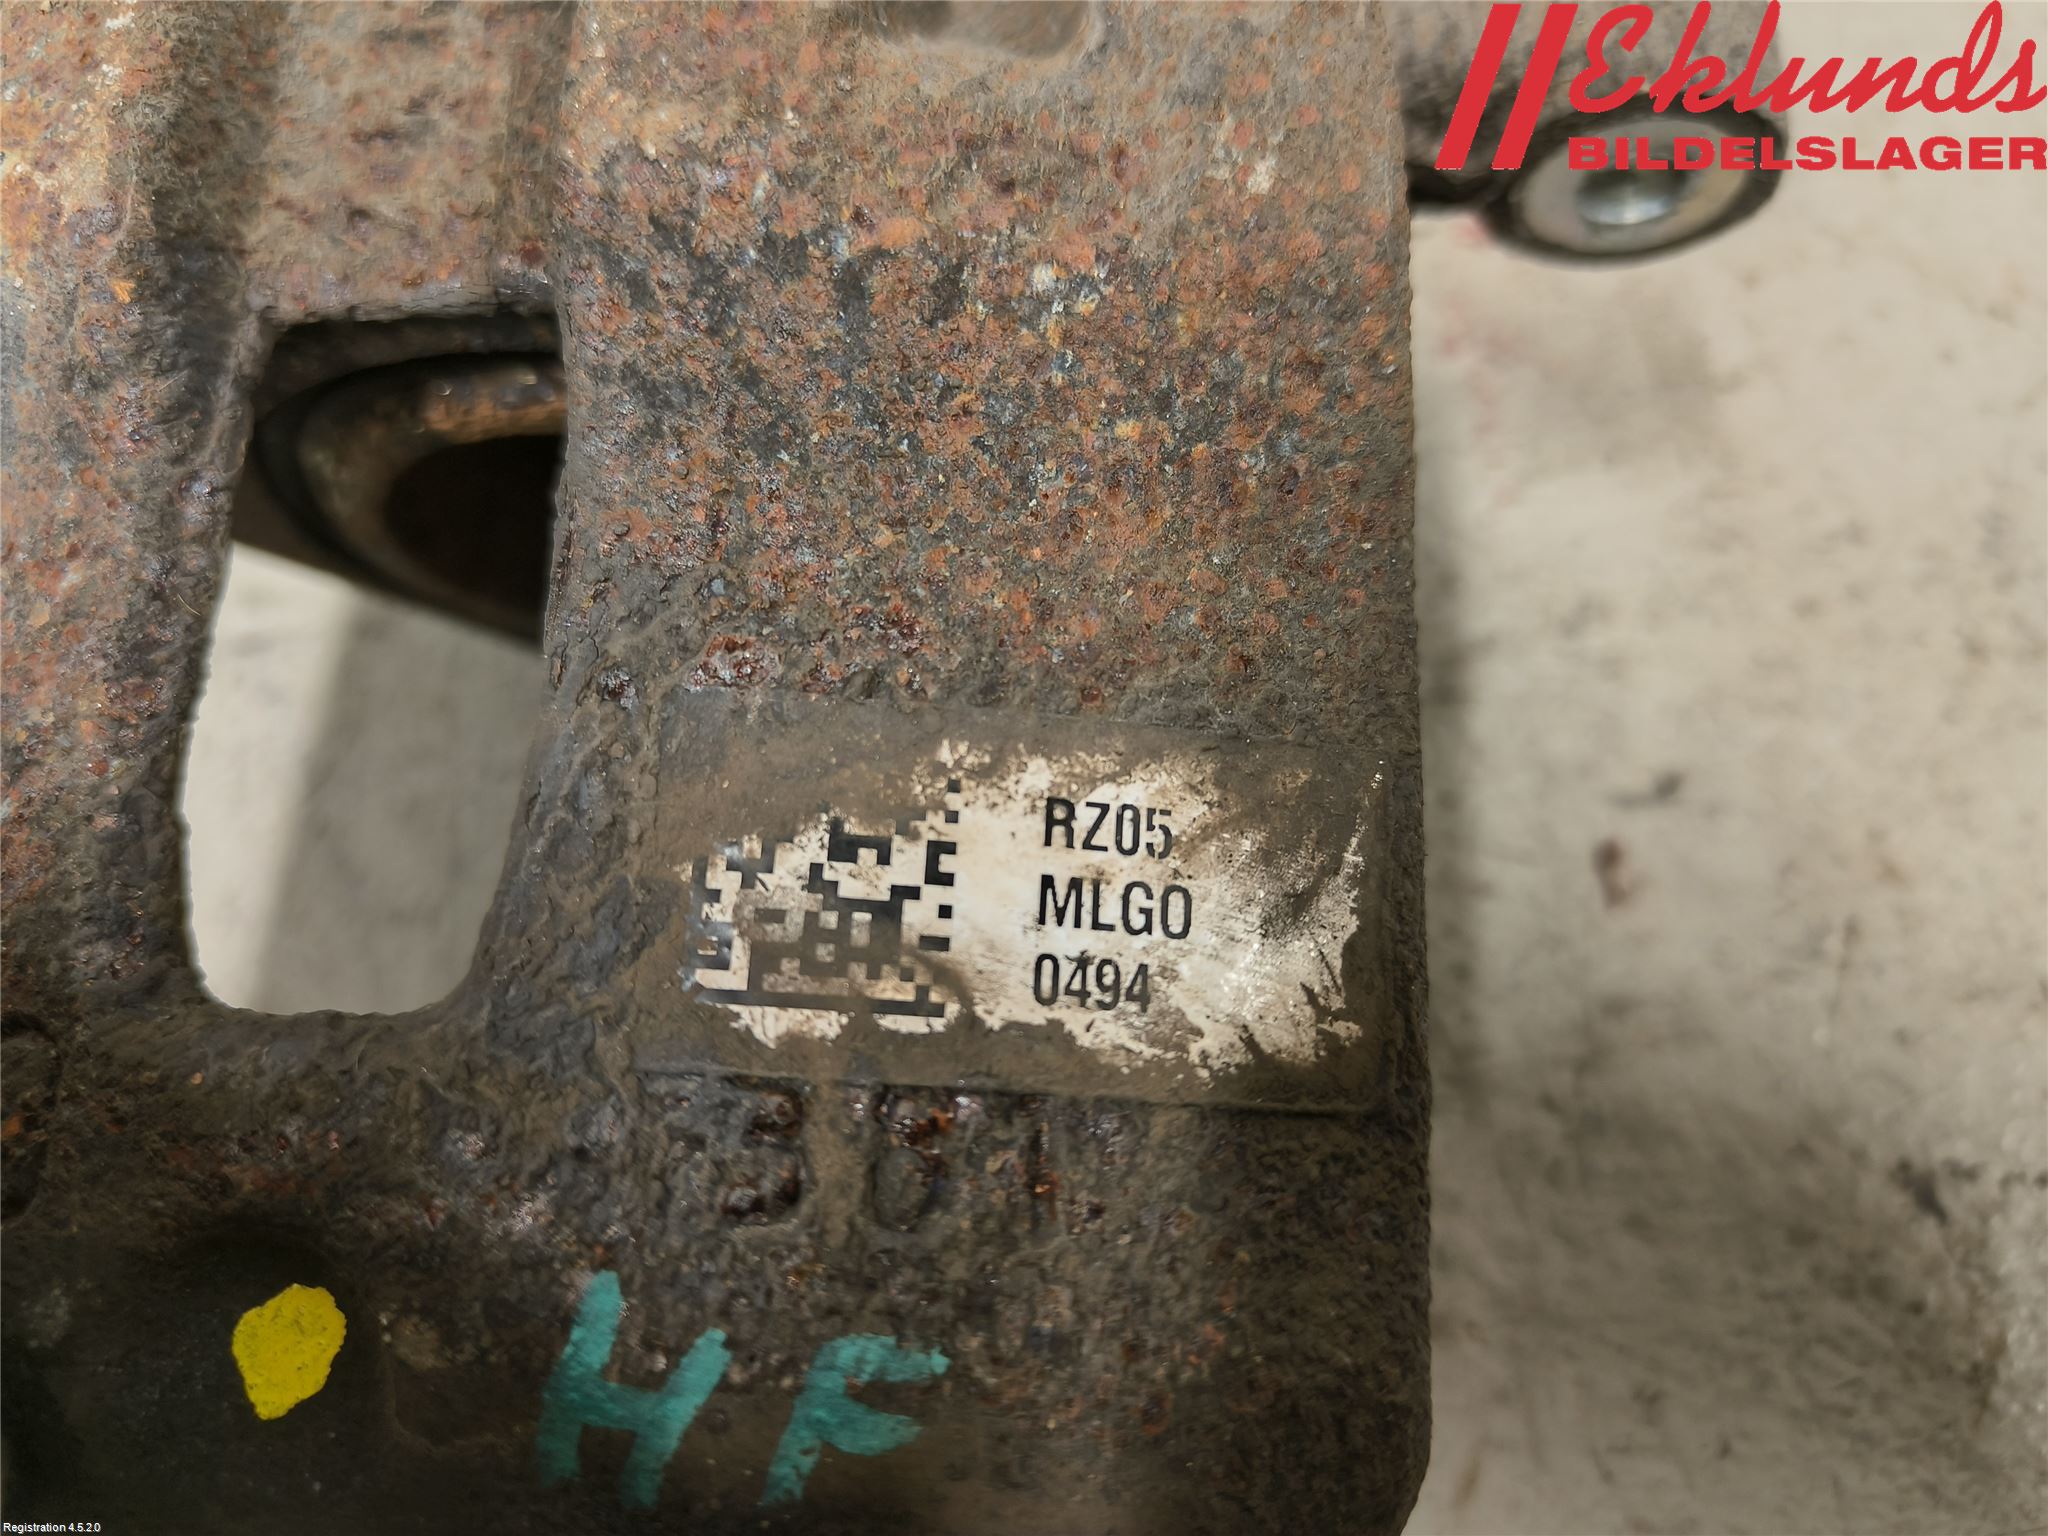 Eklunds
BILDELSLAGER
RZ05
MLG0
0494
HF
Registration 4.5.2.0